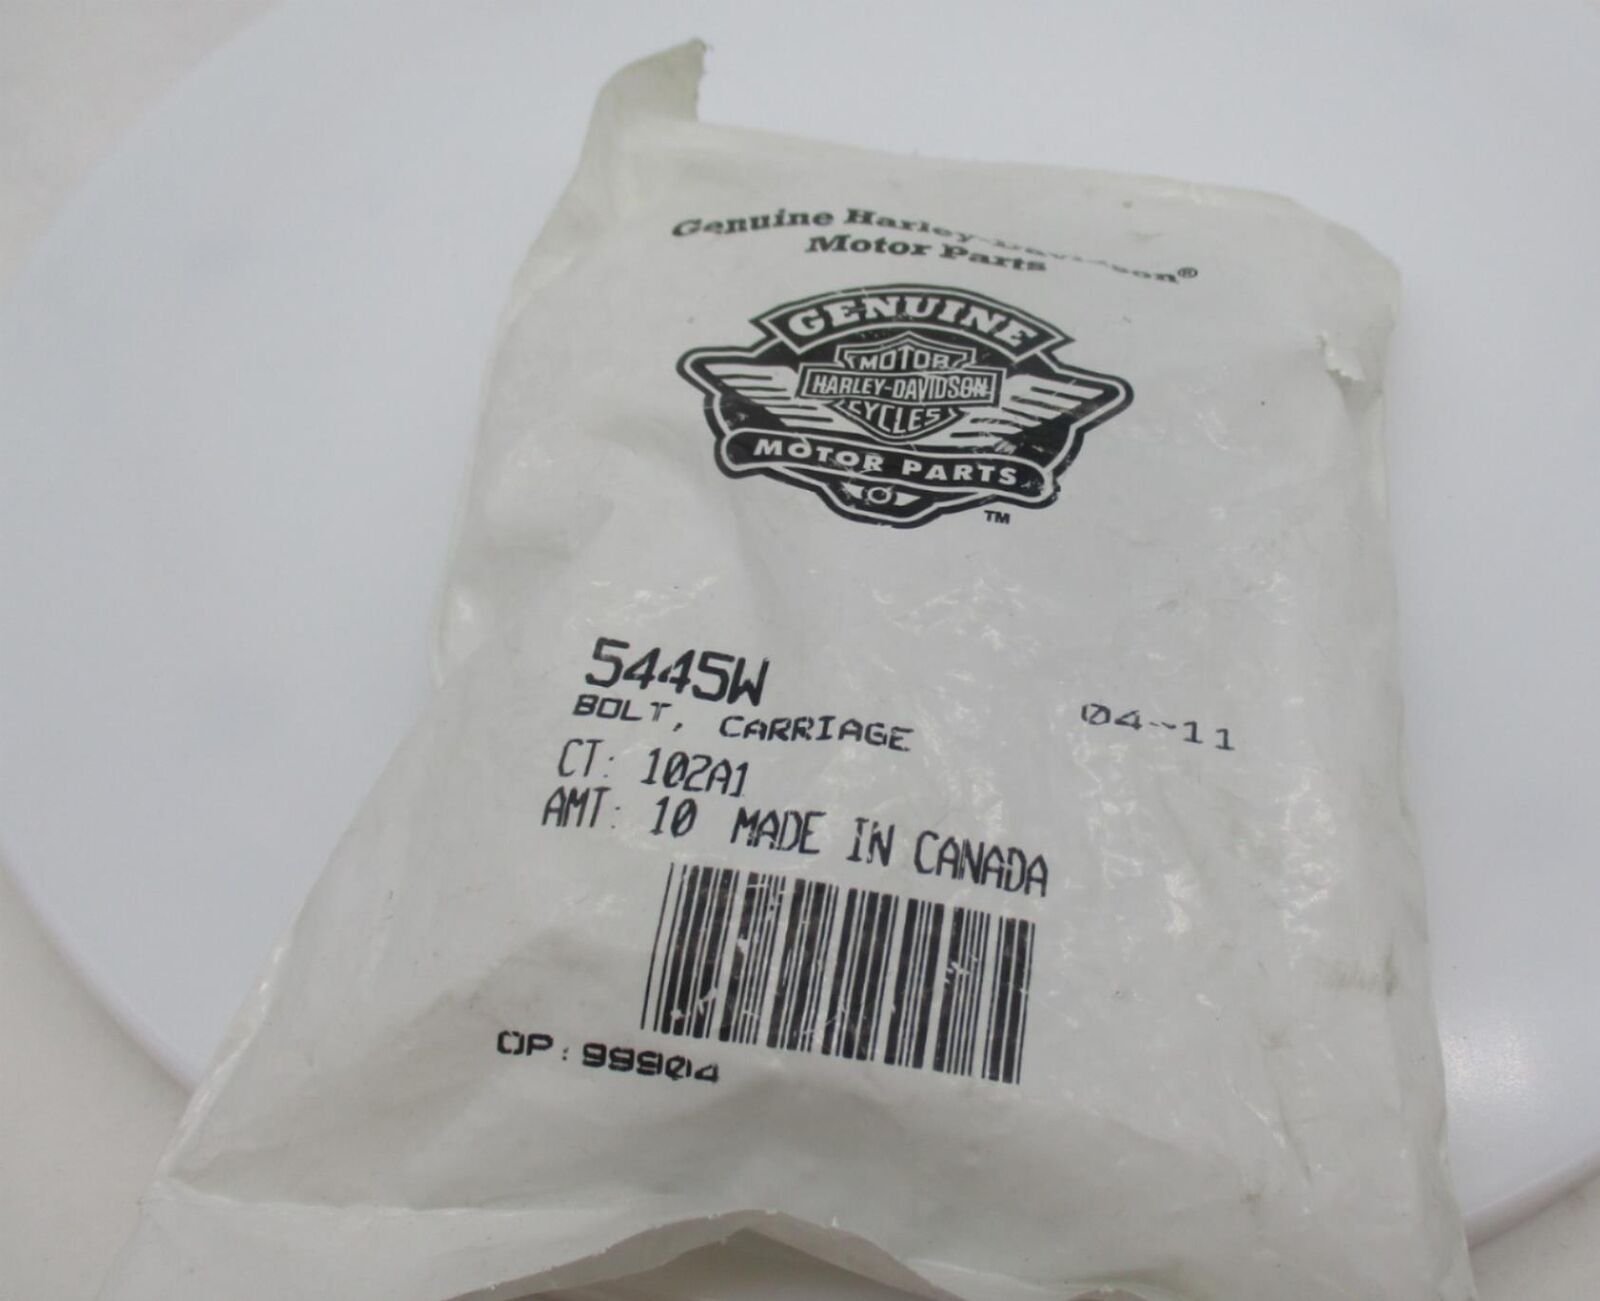 Genuine Harley-Davidson®
Motor Parts
GENUINE
MOTOR
HARLEY-DAVIDSON
CYCLES
MOTOR PARTS
TM
5445W
BOLT, CARRIAGE
04-11
CT: 102A1
AMT: 10 MADE IN CANADA
OP:99904